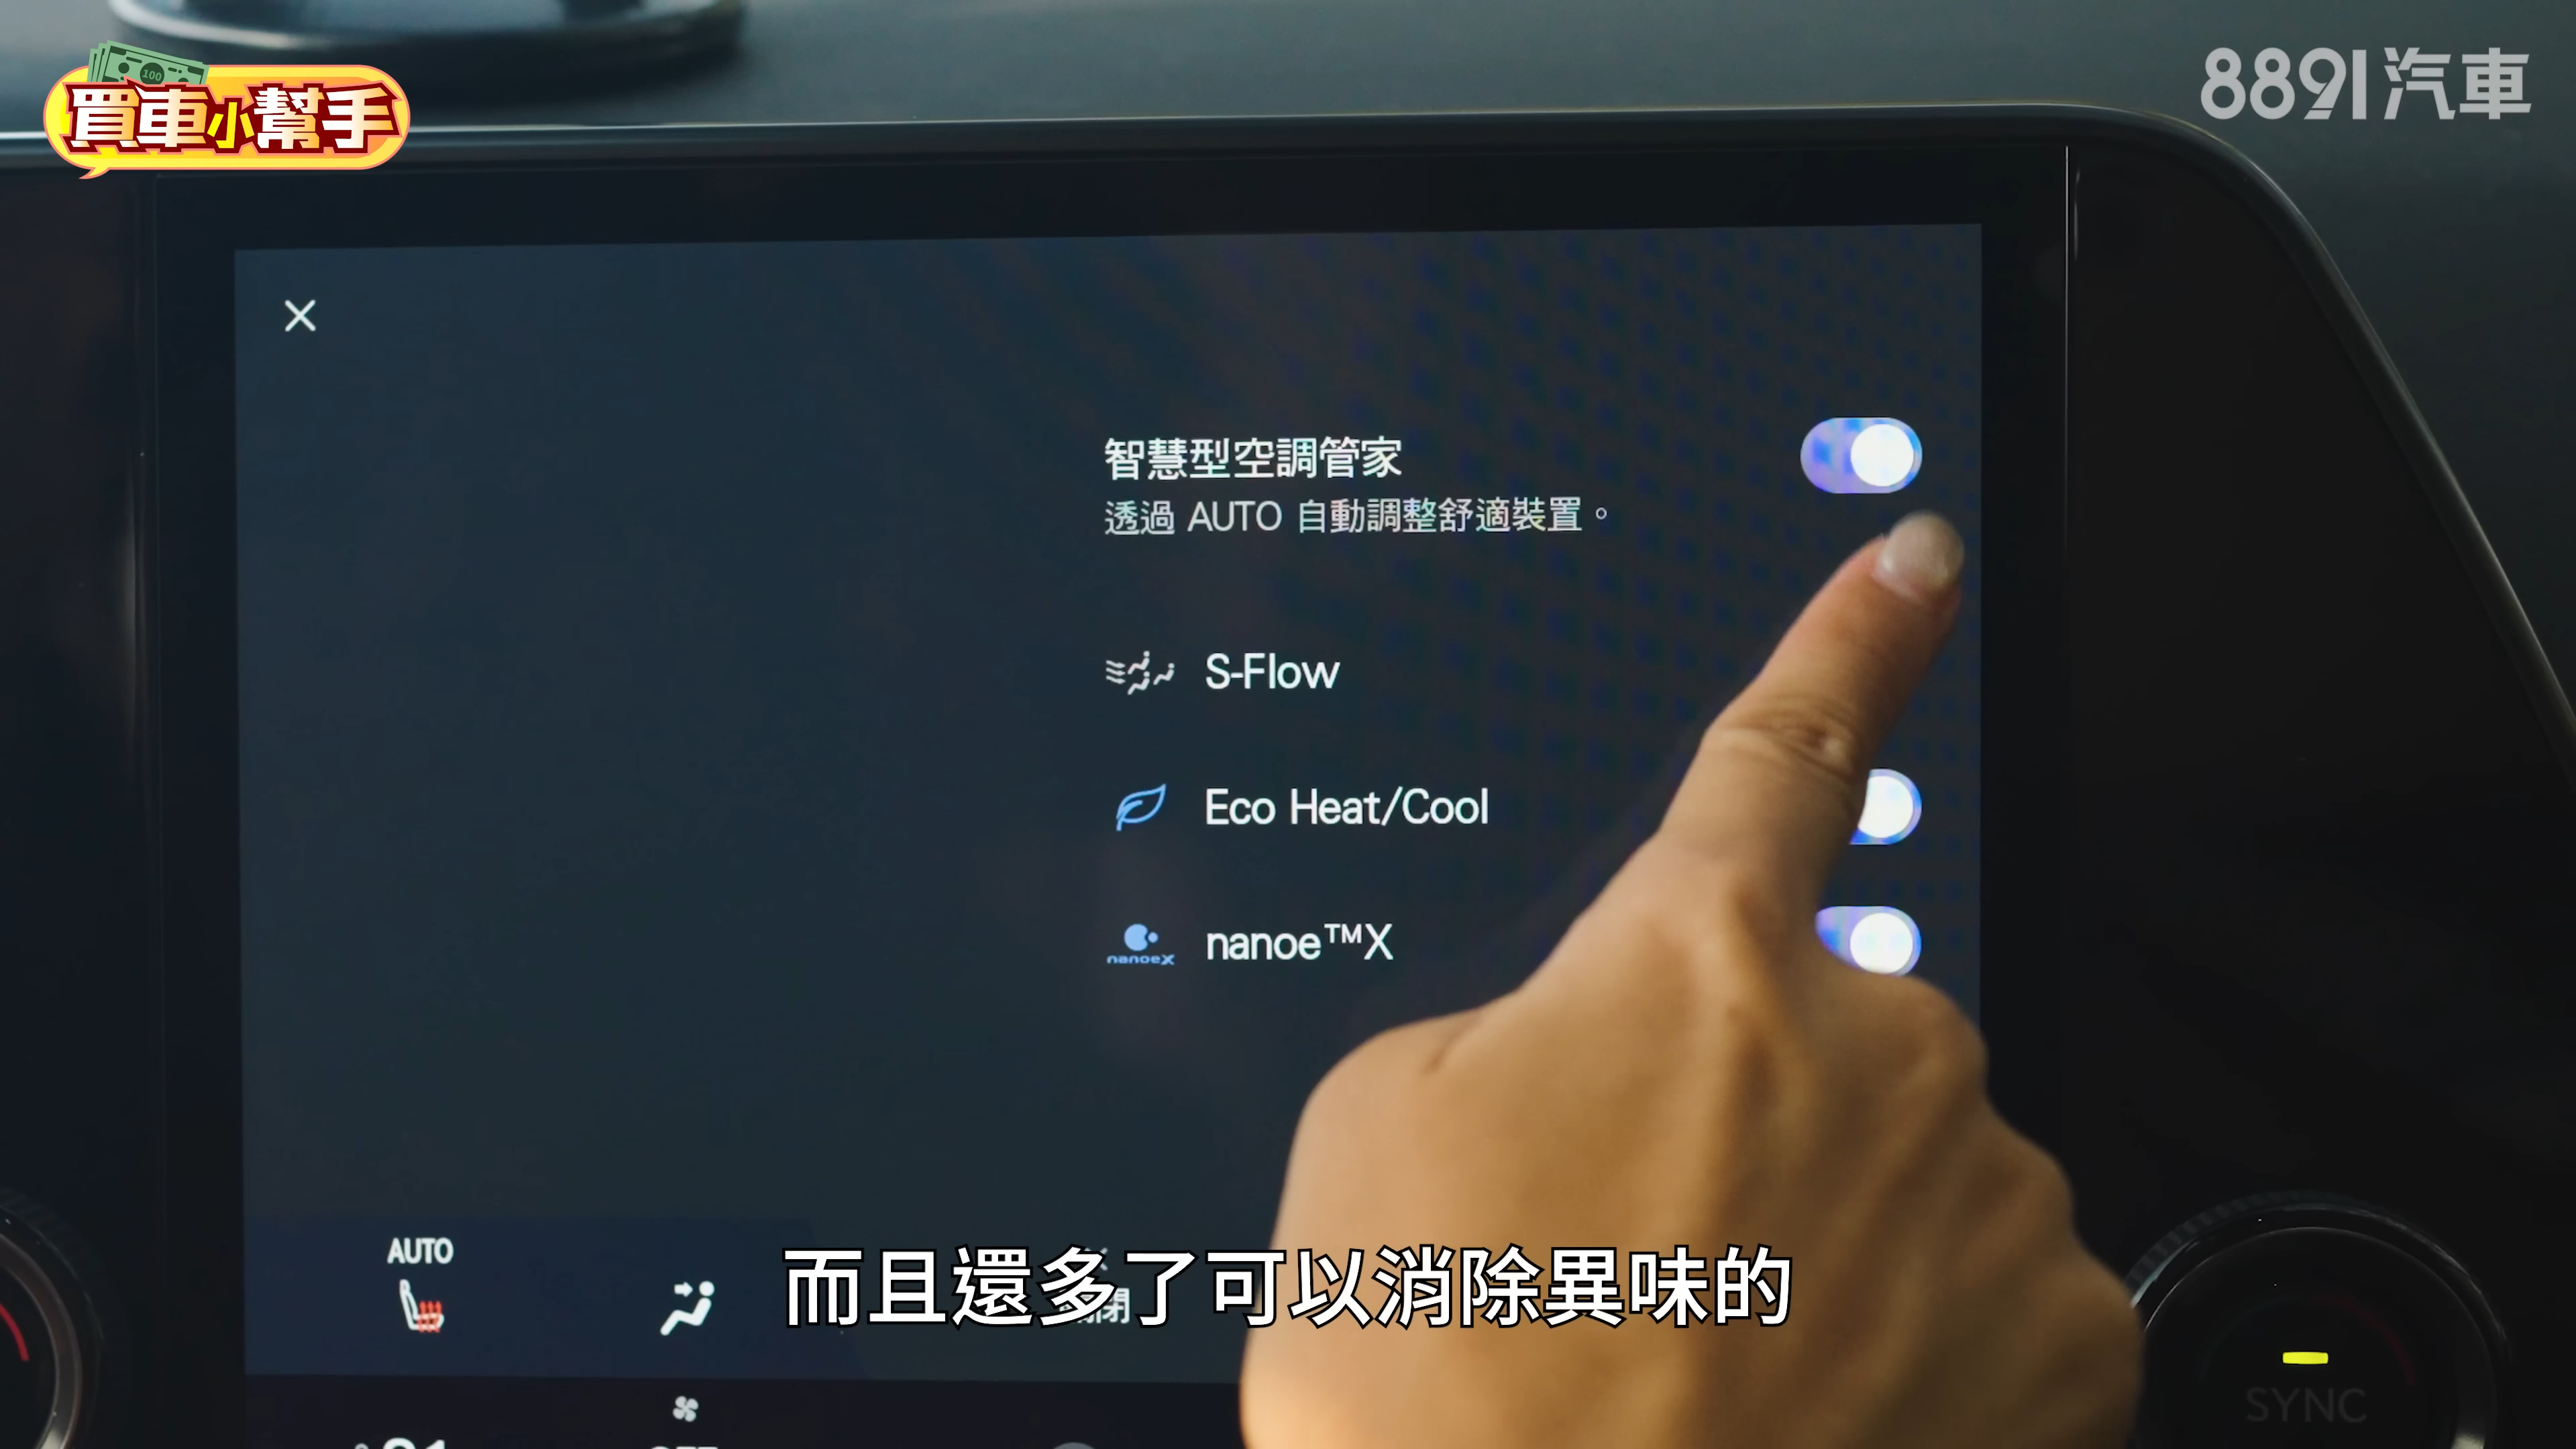 100
買車小幫手
8891汽車
智慧型空調管家
透過 AUTO 自動調整舒適裝置。
S-Flow
Eco Heat/Cool
nanoeX
nanoe™X
AUTO
而且還多了可以消除異味的
SYNC